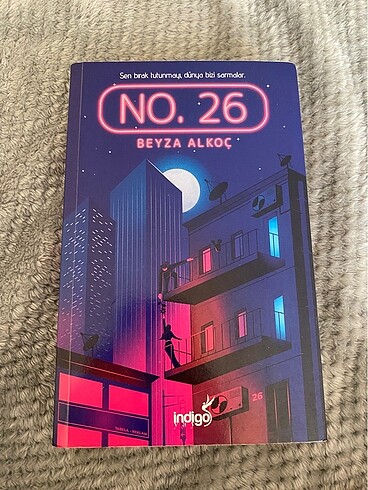 Sen bırak tutunmayı, dünya bizi sarmalar.
NO. 26
BEYZA ALKOÇ
26
indigo